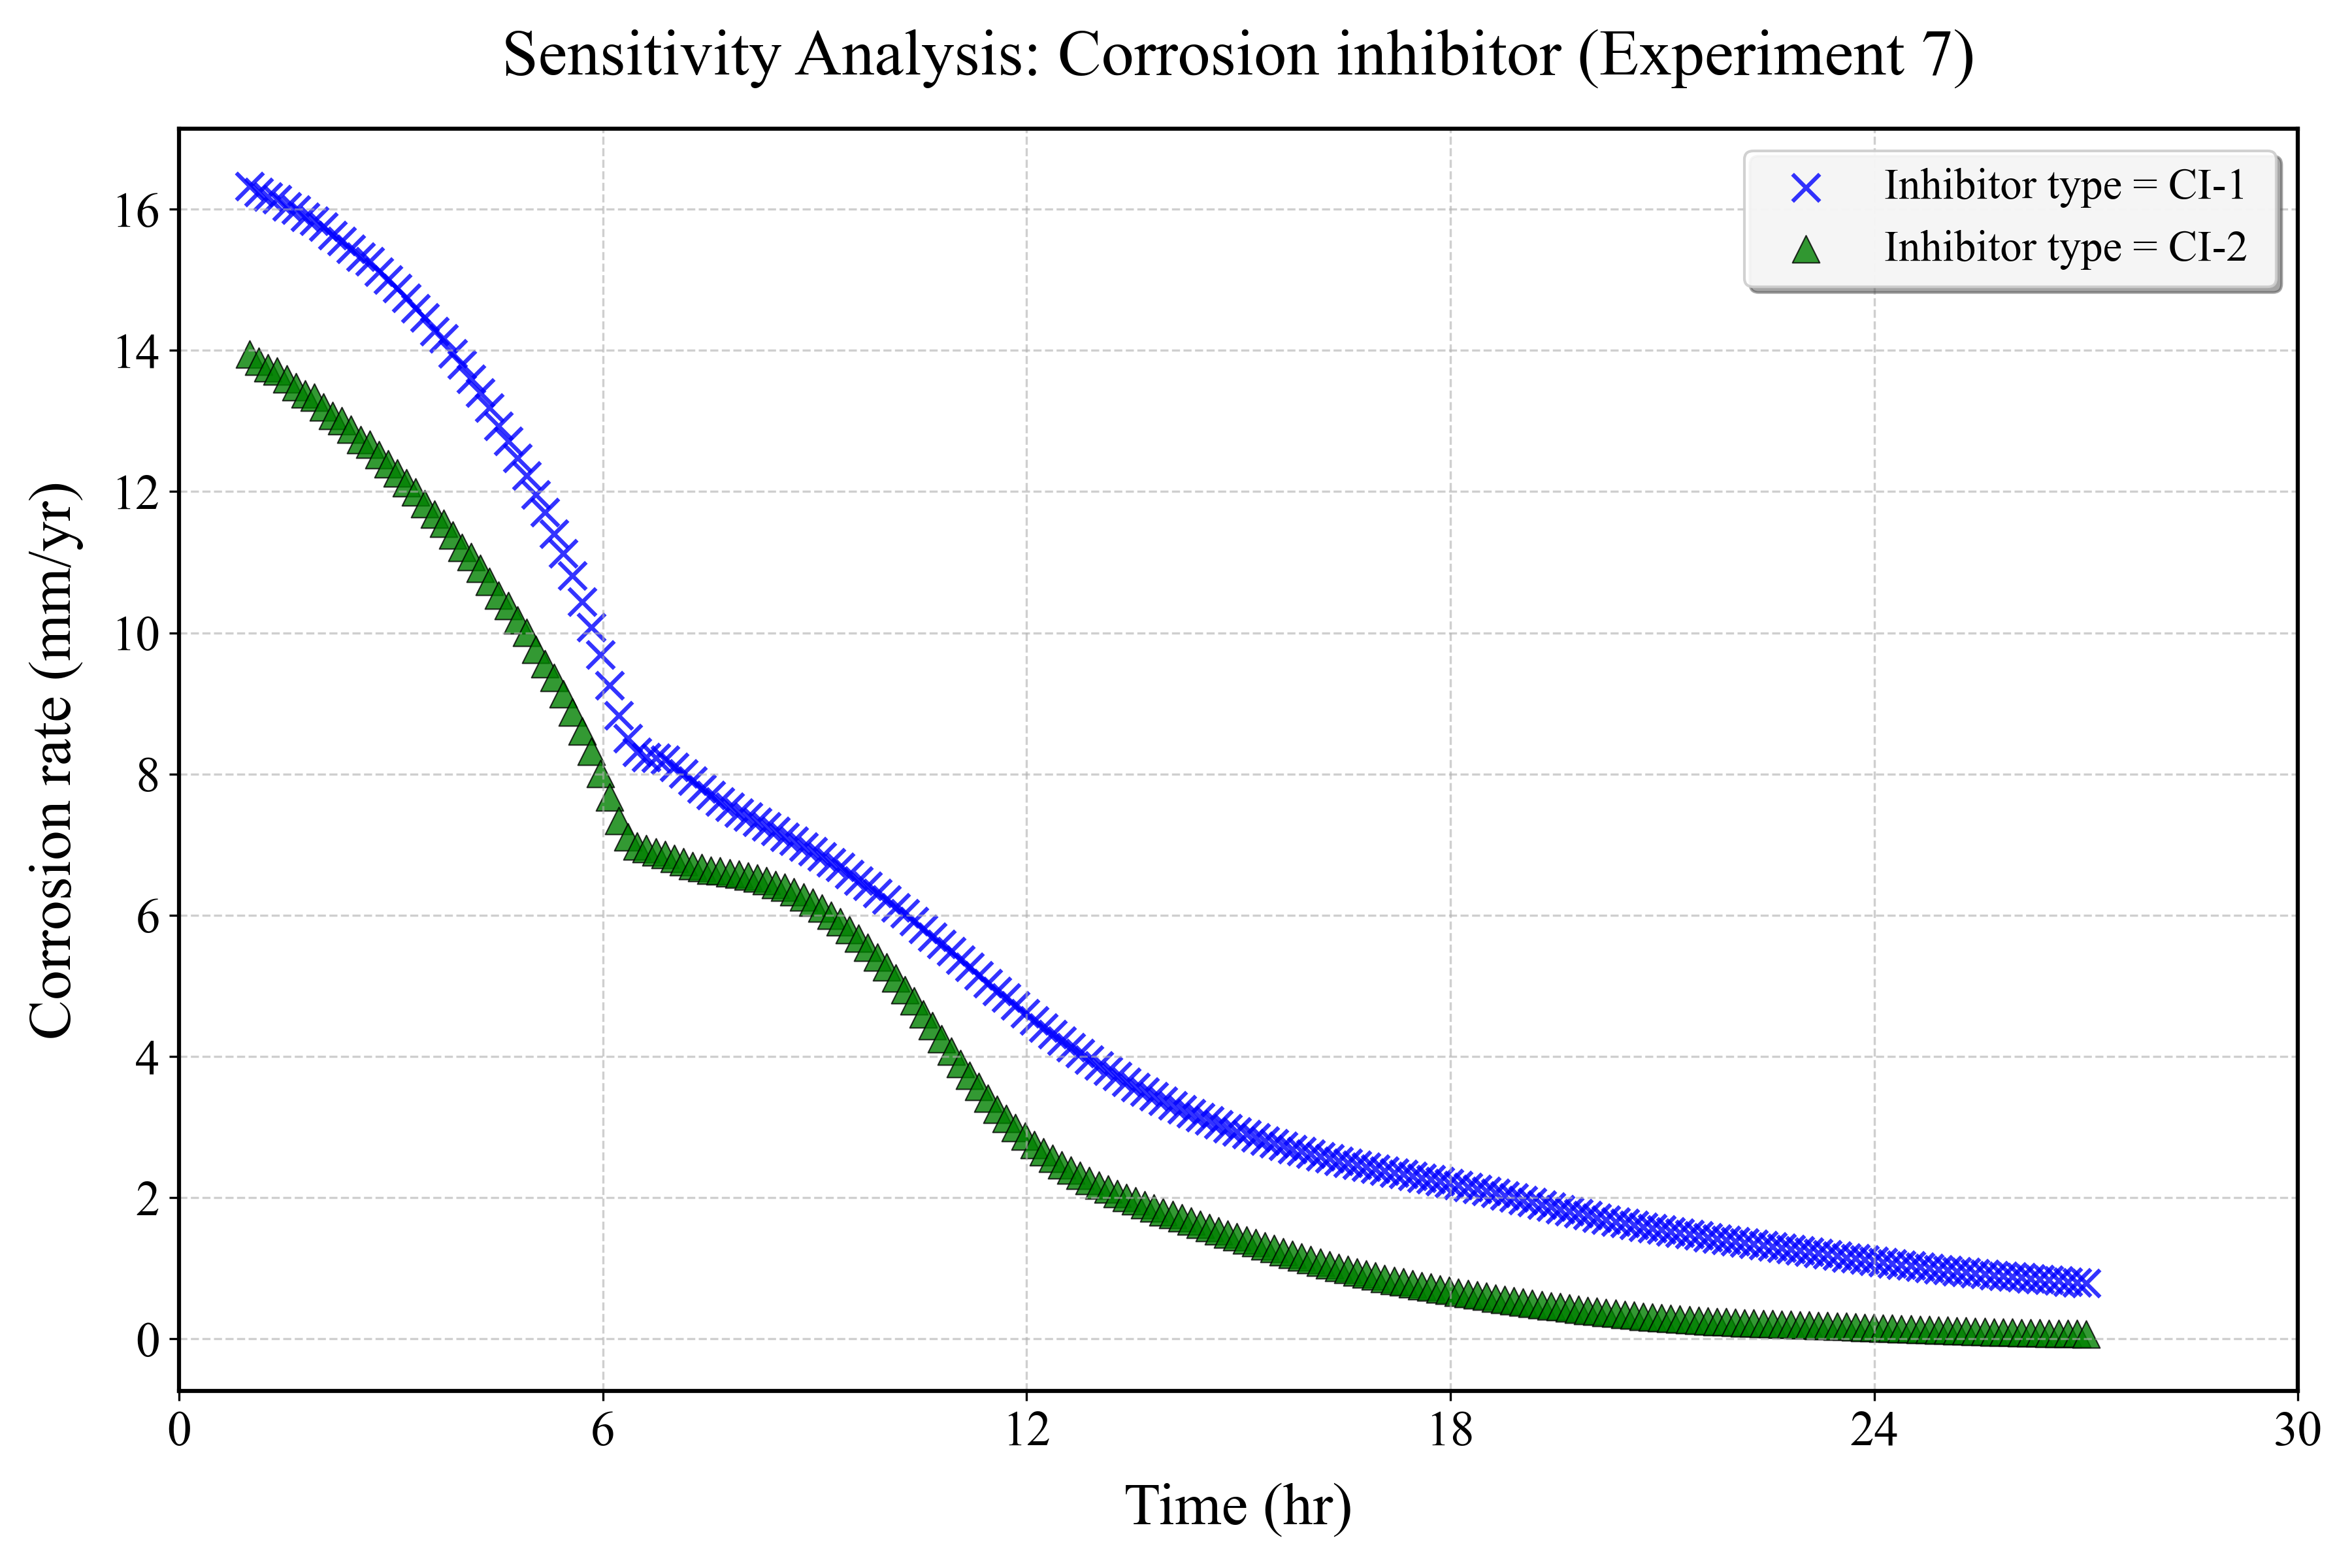 Sensitivity Analysis: Corrosion inhibitor (Experiment 7)
Inhibitor type = CI-1
Inhibitor type = CI-2
Corrosion rate (mm/yr)
16
14
12
10
8
6
4
2
0
0 6 12 18 24 30
Time (hr)